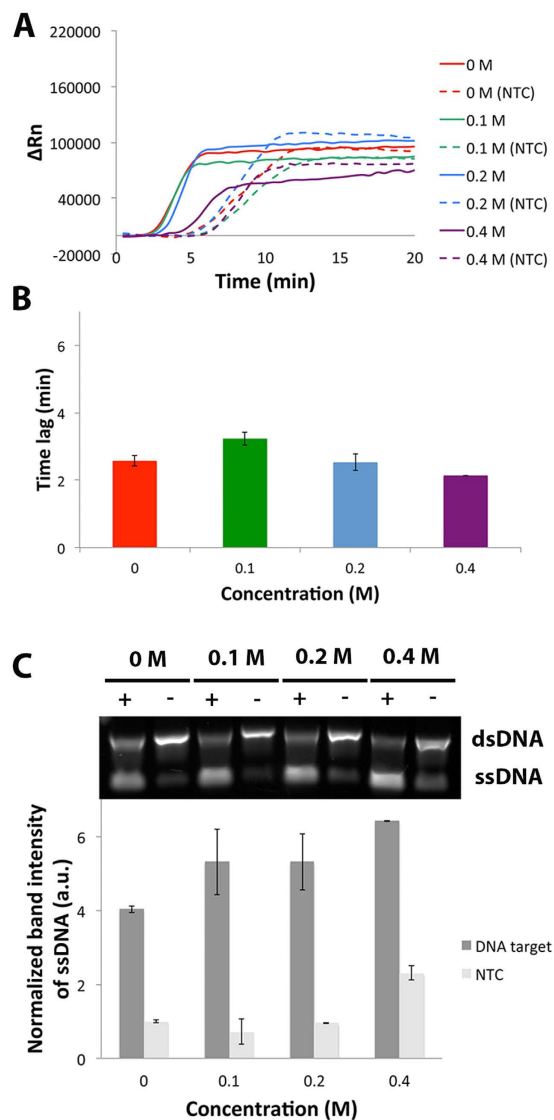 A
ΔRn
220000
160000
100000
40000
-20000
0
5
10
15
20
Time (min)
0 M
0 M (NTC)
0.1 M
0.1 M (NTC)
0.2 M
0.2 M (NTC)
0.4 M
0.4 M (NTC)
B
Time lag (min)
6
4
2
0
0
0.1
0.2
0.4
Concentration (M)
C
0 M 0.1 M 0.2 M 0.4 M
+ - + - + - + -
dsDNA
ssDNA
Normalized band intensity
of ssDNA (a.u.)
6
4
2
0
DNA target
NTC
0
0.1
0.2
0.4
Concentration (M)